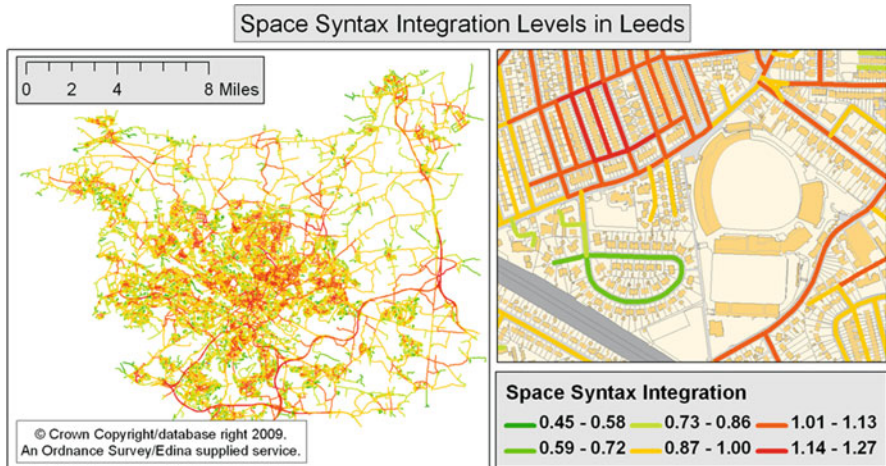 Space Syntax Integration Levels in Leeds
0 2 4 8 Miles
© Crown Copyright/database right 2009.
An Ordnance Survey/Edina supplied service.
Space Syntax Integration
0.45 - 0.58 0.73 - 0.86 1.01 - 1.13
0.59 - 0.72 0.87 - 1.00 1.14 - 1.27